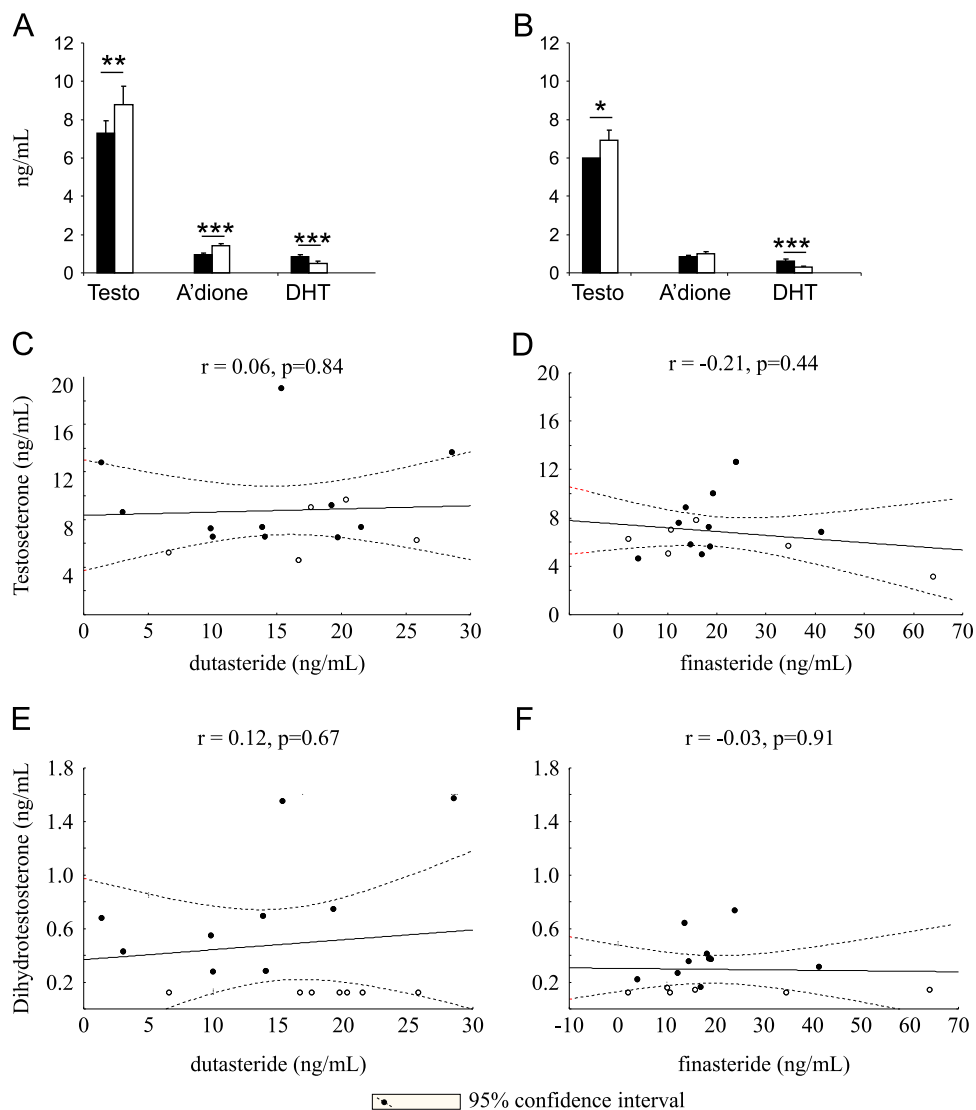 A
B
12
10
8
6
4
2
0
ng/mL
**
***
***
Testo
A'dione
DHT
12
10
8
6
4
2
0
*
***
Testo
A'dione
DHT
C
r = 0.06, p=0.84
20
16
12
8
4
Testoseterone (ng/mL)
0
5
10
15
20
25
30
dutasteride (ng/mL)
D
r = -0.21, p=0.44
20
16
12
8
4
0
0
10
20
30
40
50
60
70
finasteride (ng/mL)
E
r = 0.12, p=0.67
1.8
1.4
1.0
0.6
0.2
Dihydrotestosterone (ng/mL
0
5
10
15
20
25
30
dutasteride (ng/mL)
F
r = -0.03, p=0.91
1.8
1.4
1.0
0.6
0.2
-10
0
10
20
30
40
50
60
70
finasteride (ng/mL)
95% confidence interval